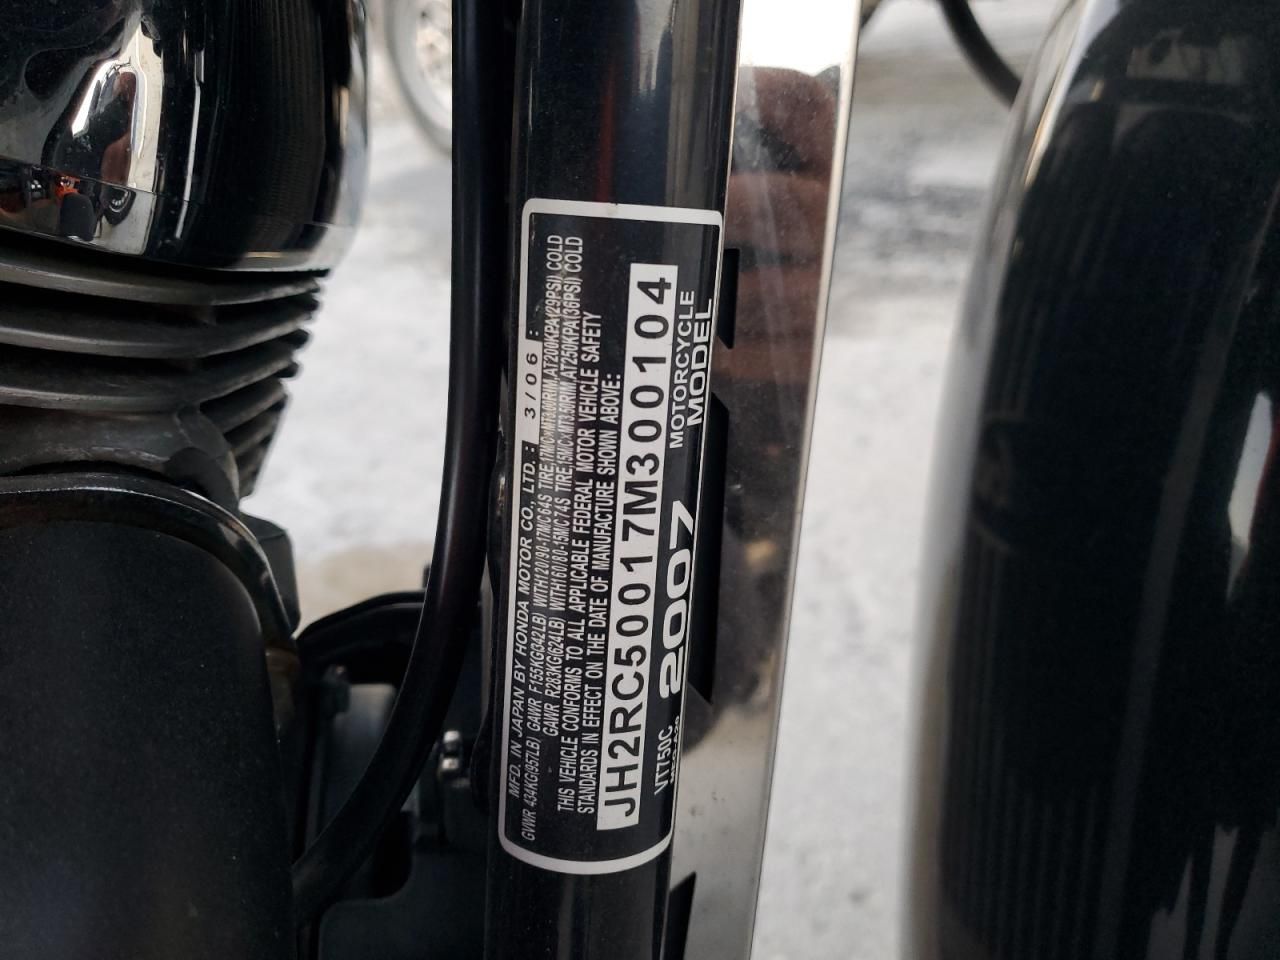 MFD. IN JAPAN BY HONDA MOTOR CO., LTD. : 3/06 :
GVWR 434KG(957LB) GAWR F155KG(342LB) WITH120/90-17M/C 64S TIRE,17M/C×MT3.00RIM,AT200KPA(29PSI) COLD
GAWR R283KG(624LB) WITH160/80-15M/C 74S TIRE,15M/C×MT3.50RIM,AT250KPA(36PSI) COLD
THIS VEHICLE CONFORMS TO ALL APPLICABLE FEDERAL MOTOR VEHICLE SAFETY
STANDARDS IN EFFECT ON THE DATE OF MANUFACTURE SHOWN ABOVE:
JH2RC50017M300104
VT750C 2007 MOTORCYCLE MODEL